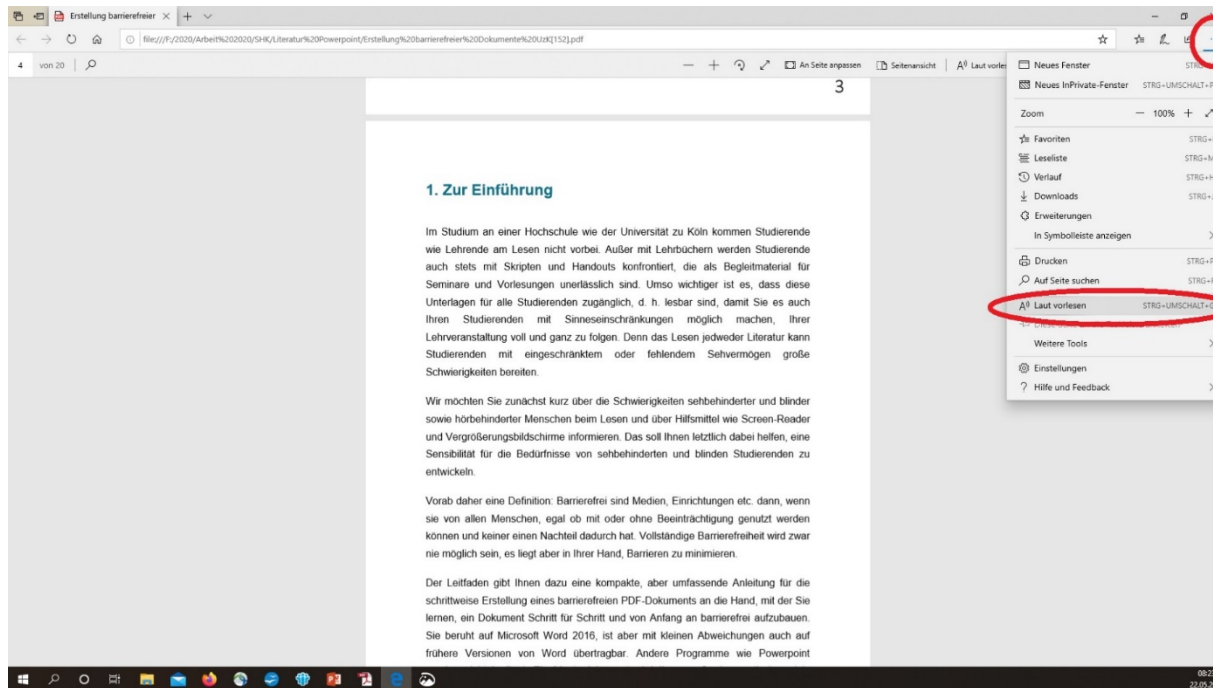 Erstellung barrierefreier
file:///F:/2020/Arbeit%202020/SHK/Literatur%20Powerpoint/Erstellung%20barrierefreier%20Dokumente%20UzK[152].pdf
4 von 20 An Seite anpassen Seitenansicht Laut vorles
3
1. Zur Einführung
Im Studium an einer Hochschule wie der Universität zu Köln kommen Studierende
wie Lehrende am Lesen nicht vorbei. Außer mit Lehrbüchern werden Studierende
auch stets mit Skripten und Handouts konfrontiert, die als Begleitmaterial für
Seminare und Vorlesungen unerlässlich sind. Umso wichtiger ist es, dass diese
Unterlagen für alle Studierenden zugänglich, d. h. lesbar sind, damit Sie es auch
Ihren Studierenden mit Sinneseinschränkungen möglich machen, Ihrer
Lehrveranstaltung voll und ganz zu folgen. Denn das Lesen jedweder Literatur kann
Studierenden mit eingeschränktem oder fehlendem Sehvermögen große
Schwierigkeiten bereiten.
Wir möchten Sie zunächst kurz über die Schwierigkeiten sehbehinderter und blinder
sowie hörbehinderter Menschen beim Lesen und über Hilfsmittel wie Screen-Reader
und Vergrößerungsbildschirme informieren. Das soll Ihnen letztlich dabei helfen, eine
Sensibilität für die Bedürfnisse von sehbehinderten und blinden Studierenden zu
entwickeln.
Vorab daher eine Definition: Barrierefrei sind Medien, Einrichtungen etc. dann, wenn
sie von allen Menschen, egal ob mit oder ohne Beeinträchtigung genutzt werden
können und keiner einen Nachteil dadurch hat. Vollständige Barrierefreiheit wird zwar
nie möglich sein, es liegt aber in Ihrer Hand, Barrieren zu minimieren.
Der Leitfaden gibt Ihnen dazu eine kompakte, aber umfassende Anleitung für die
schrittweise Erstellung eines barrierefreien PDF-Dokuments an die Hand, mit der Sie
lernen, ein Dokument Schritt für Schritt und von Anfang an barrierefrei aufzubauen.
Sie beruht auf Microsoft Word 2016, ist aber mit kleinen Abweichungen auch auf
frühere Versionen von Word übertragbar. Andere Programme wie Powerpoint
Neues Fenster
Neues InPrivate-Fenster STRG+UMSCHALT+P
Zoom 100%
Favoriten STRG+
Leseliste STRG+M
Verlauf STRG+H
Downloads STRG+J
Erweiterungen
In Symbolleiste anzeigen
Drucken STRG+P
Auf Seite suchen STRG+F
Laut vorlesen STRG+UMSCHALT+G
Weitere Tools
Einstellungen
Hilfe und Feedback
08:2
22.05.2